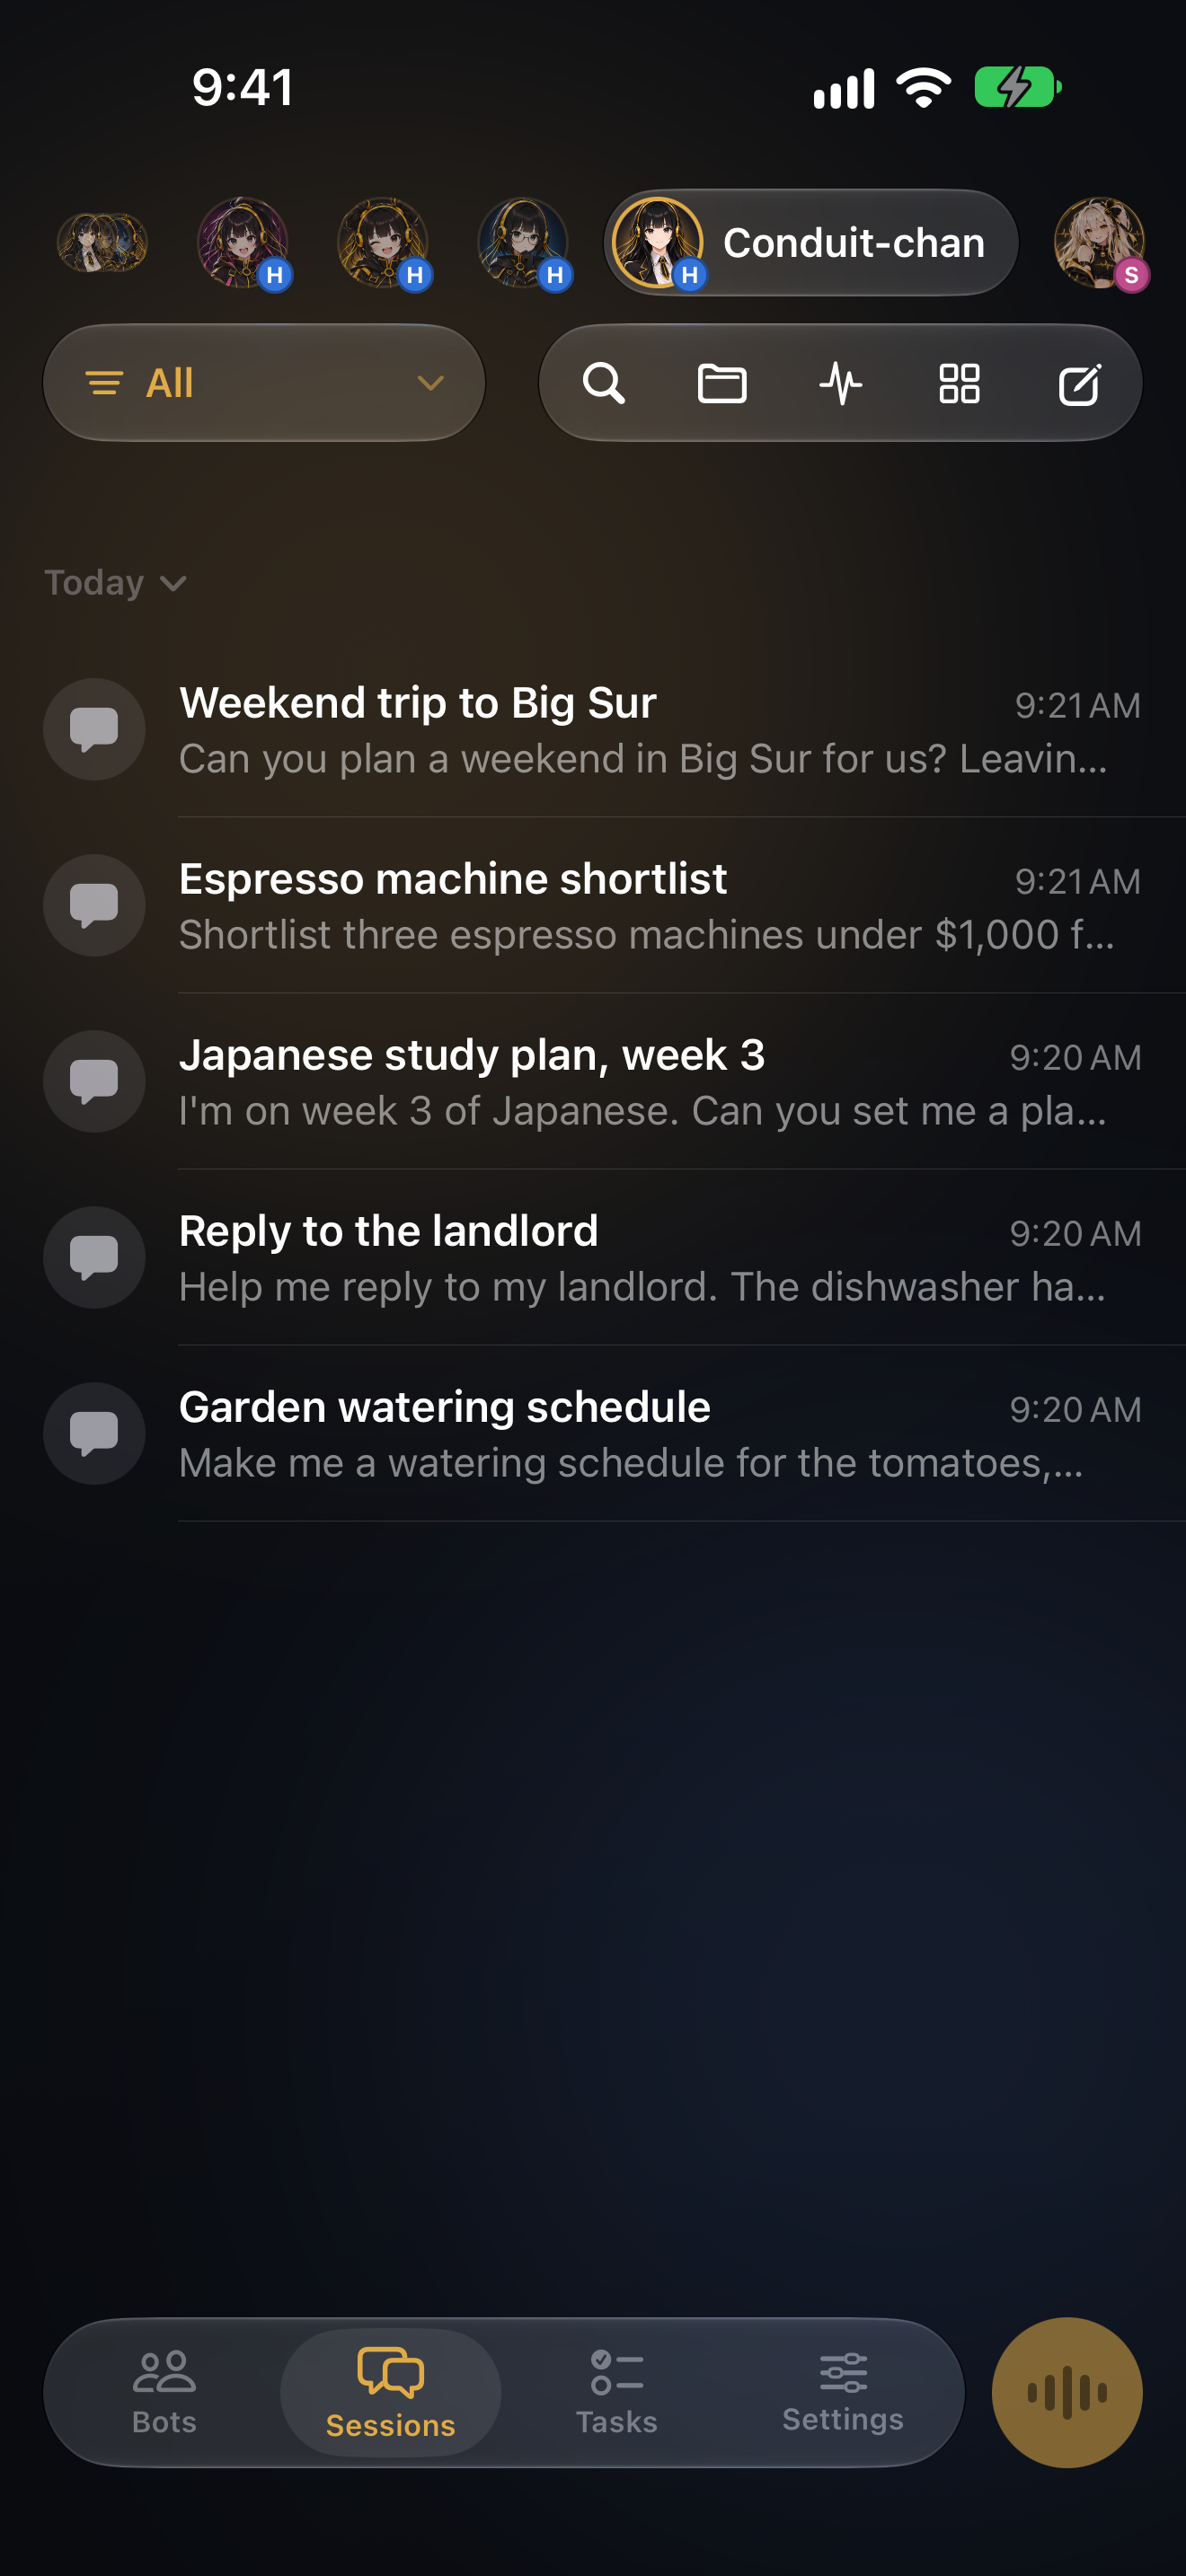 9:41
H
H
H
H
Conduit-chan
S
All
Today
Weekend trip to Big Sur 9:21 AM
Can you plan a weekend in Big Sur for us? Leavin...
Espresso machine shortlist 9:21 AM
Shortlist three espresso machines under $1,000 f...
Japanese study plan, week 3 9:20 AM
I'm on week 3 of Japanese. Can you set me a pla...
Reply to the landlord 9:20 AM
Help me reply to my landlord. The dishwasher ha...
Garden watering schedule 9:20 AM
Make me a watering schedule for the tomatoes,...
Bots
Sessions
Tasks
Settings